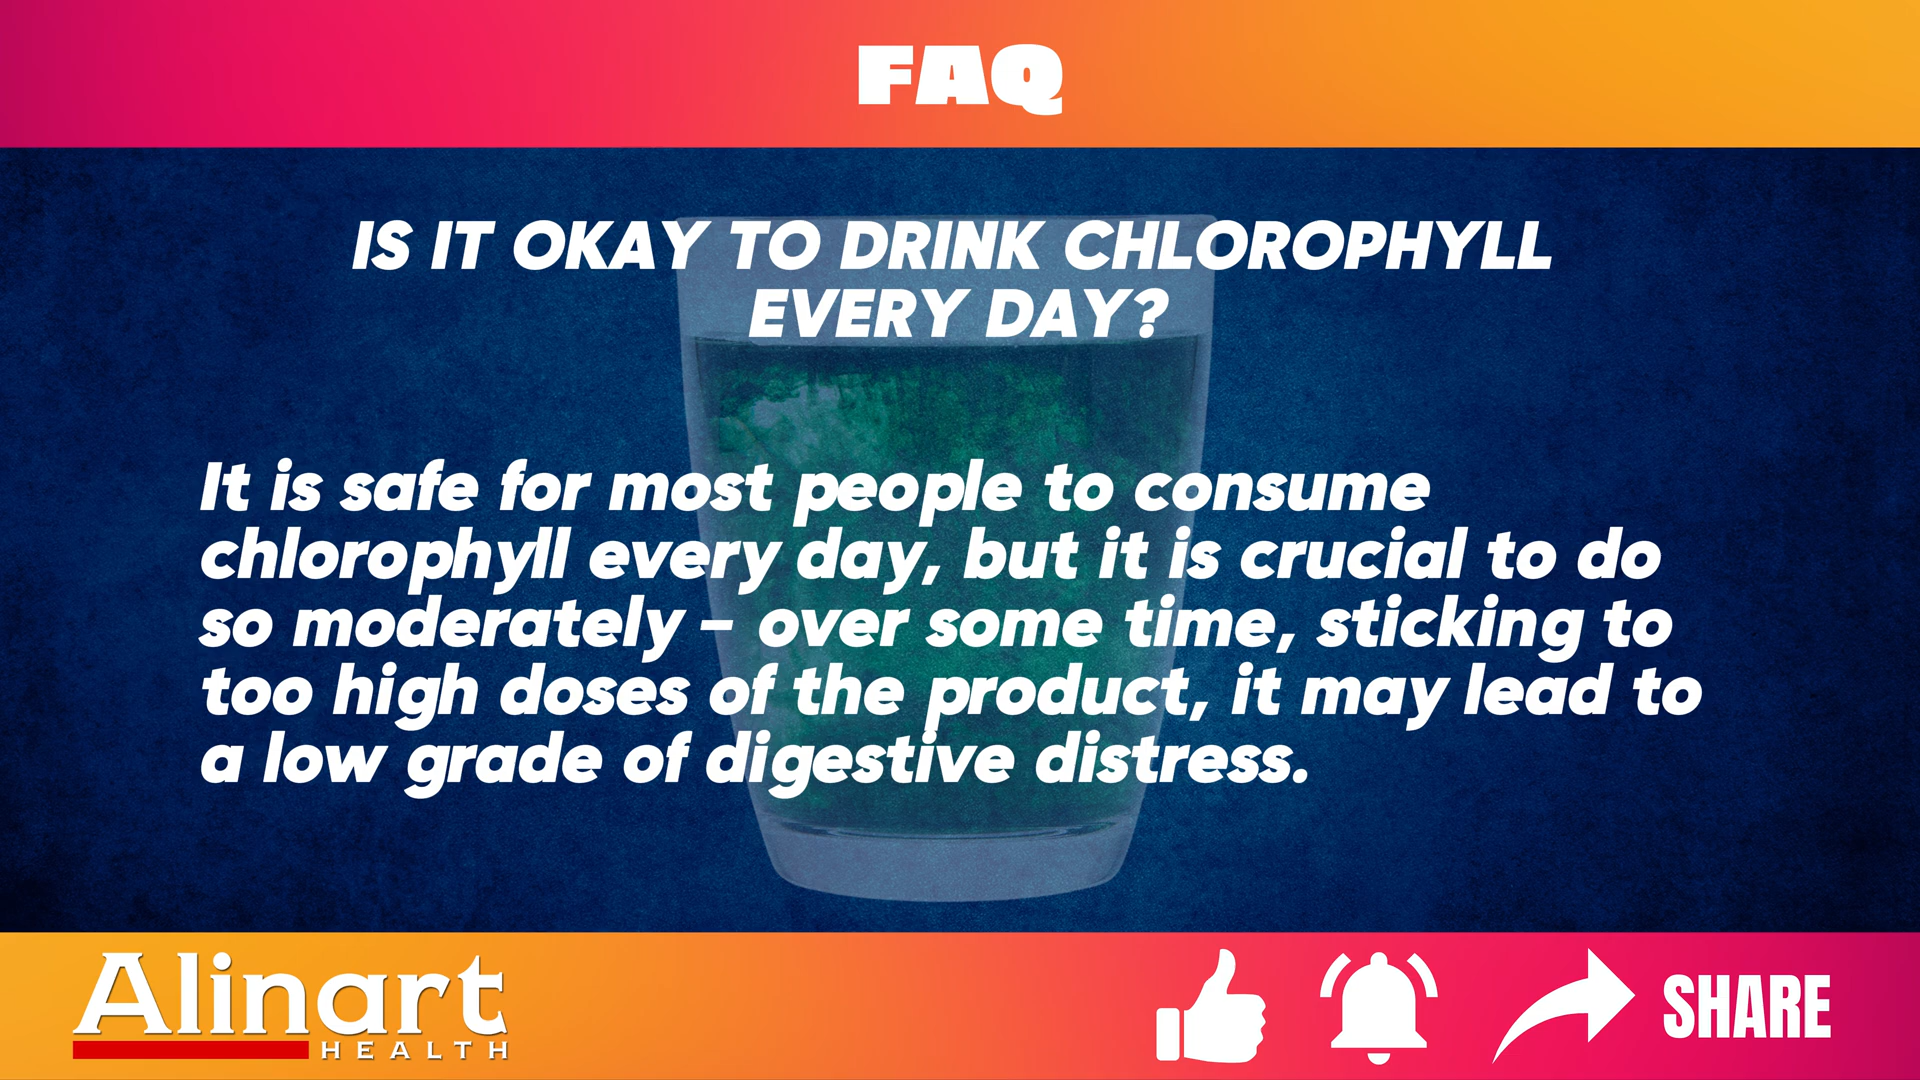 FAQ
IS IT OKAY TO DRINK CHLOROPHYLL
EVERY DAY?
It is safe for most people to consume
chlorophyll every day, but it is crucial to do
so moderately – over some time, sticking to
too high doses of the product, it may lead to
a low grade of digestive distress.
Alinart
HEALTH
SHARE